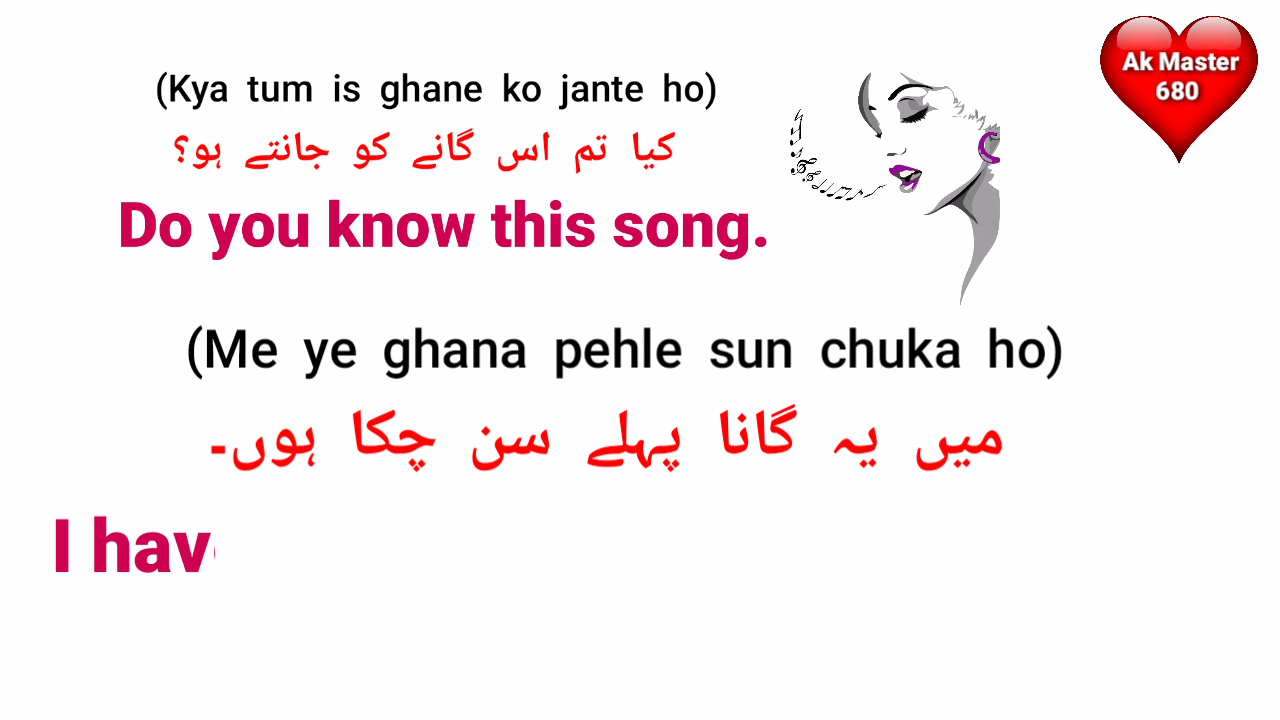 (Kya tum is ghane ko jante ho)
کیا تم اس گانے کو جانتے ہو؟
Do you know this song.
(Me ye ghana pehle sun chuka ho)
میں یہ گانا پہلے سن چکا ہوں۔
I hav
Ak Master
680